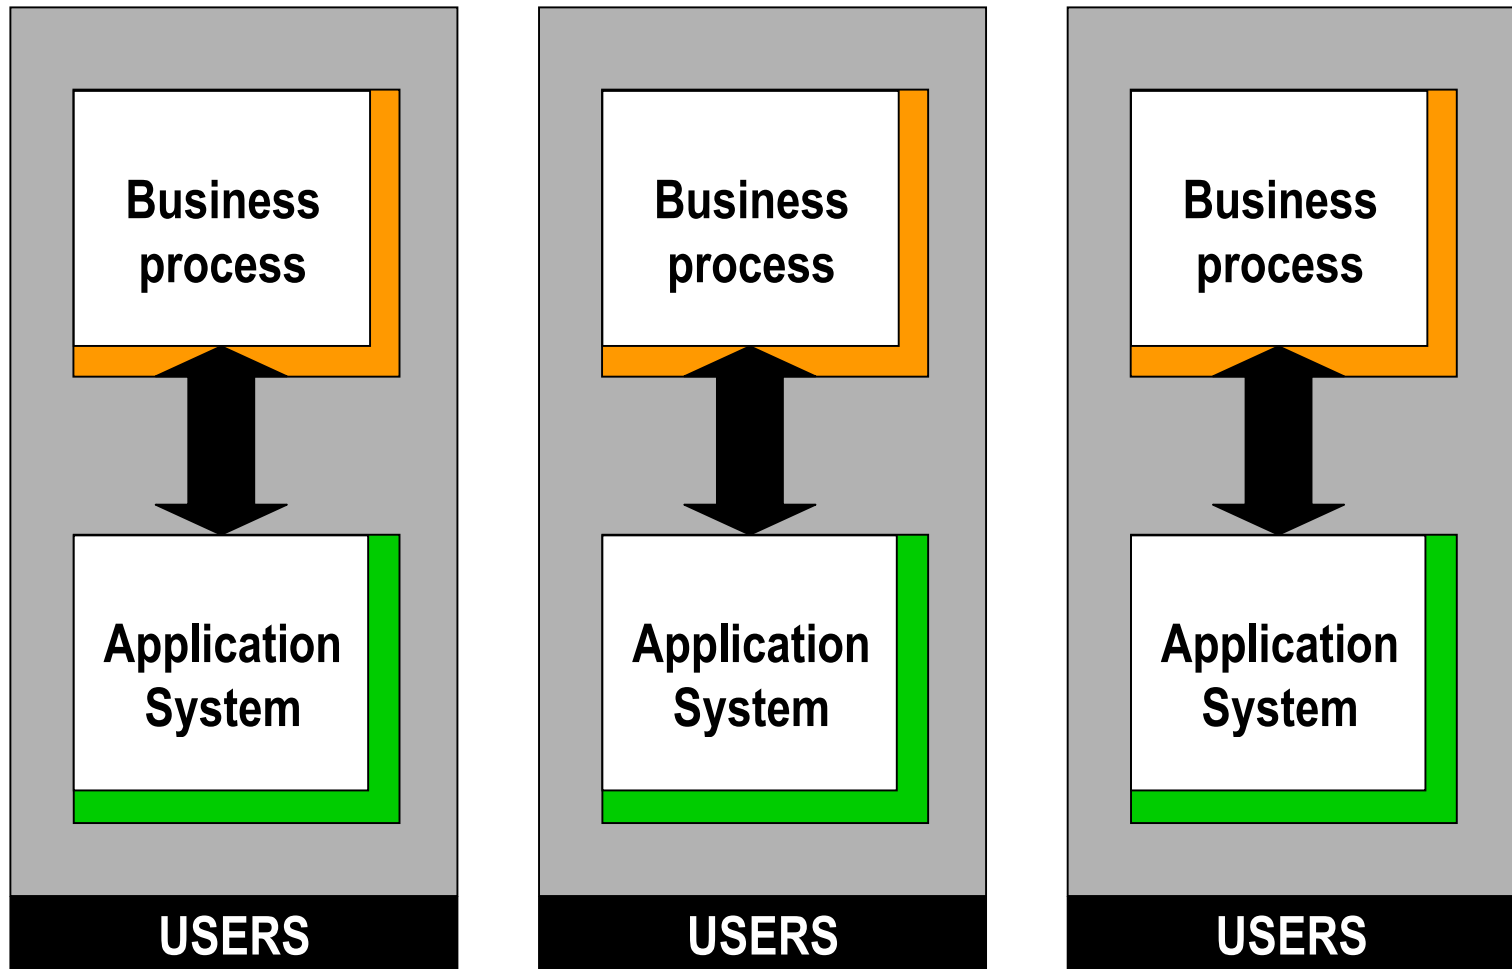 Business
process
Application
System
USERS
Business
process
Application
System
USERS
Business
process
Application
System
USERS